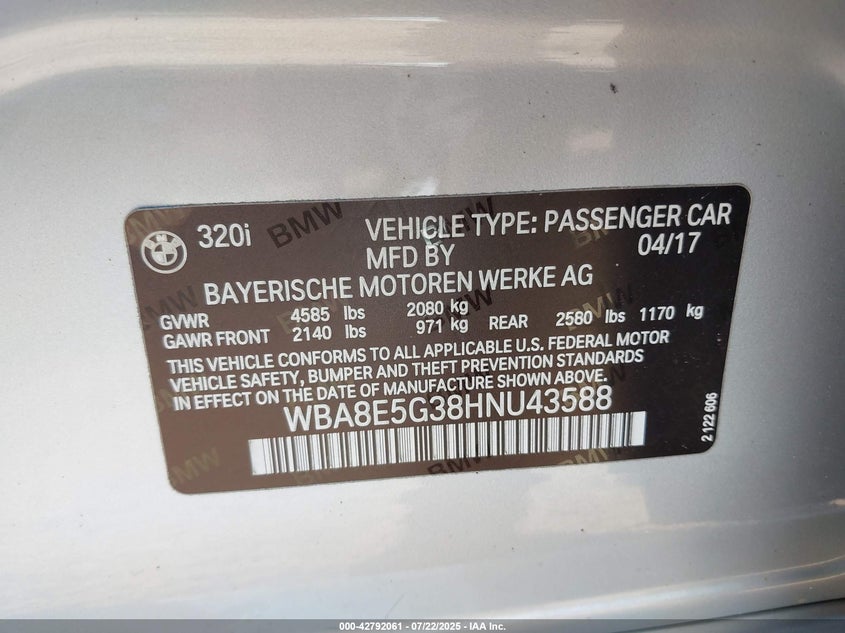 BMW
320i VEHICLE TYPE: PASSENGER CAR
MFD BY 04/17
BAYERISCHE MOTOREN WERKE AG
GVWR 4585 lbs 2080 kg
GAWR FRONT 2140 lbs 971 kg REAR 2580 lbs 1170 kg
THIS VEHICLE CONFORMS TO ALL APPLICABLE U.S. FEDERAL MOTOR
VEHICLE SAFETY, BUMPER AND THEFT PREVENTION STANDARDS
IN EFFECT ON THE DATE OF MANUFACTURE SHOWN ABOVE.
WBA8E5G38HNU43588
2 122 606
000-42792061 - 07/22/2025 - IAA Inc.